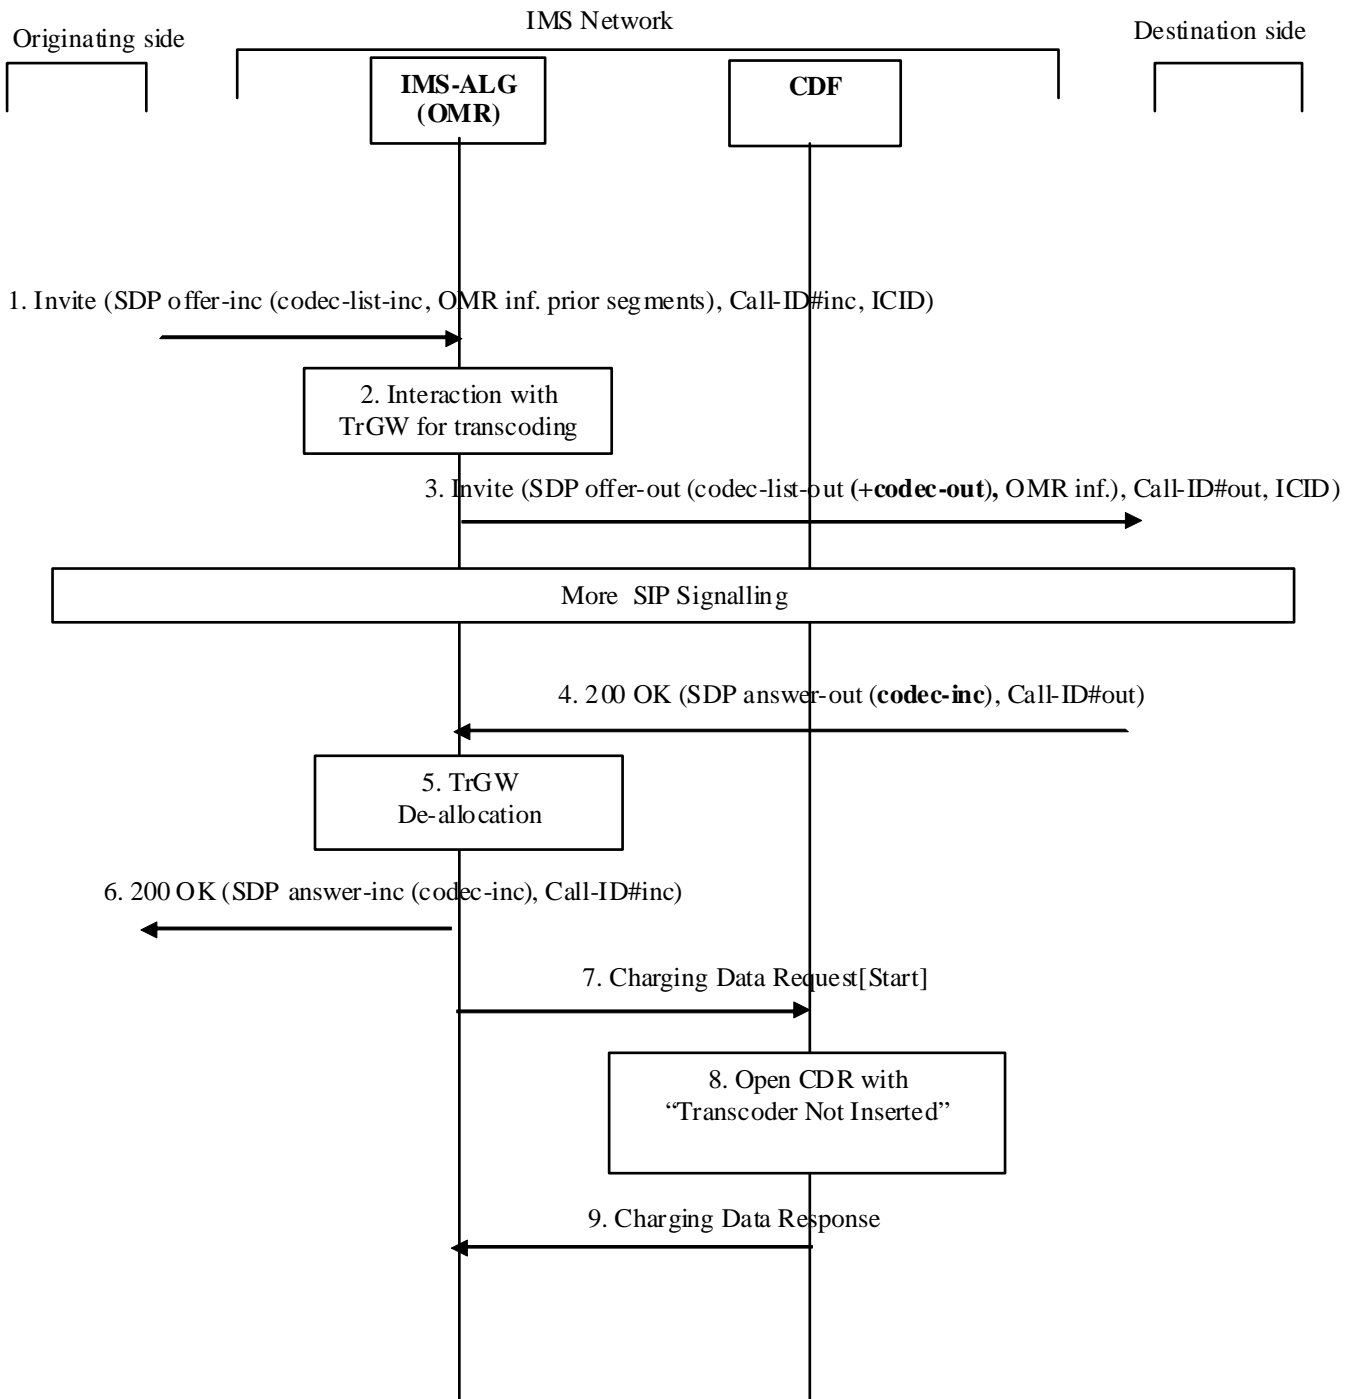 IMS Network
Originating side
Destination side
IMS-ALG
(OMR)
CDF
1. Invite (SDP offer-inc (codec-list-inc, OMR inf. prior segments), Call-ID#inc, ICID)
2. Interaction with
TrGW for transcoding
3. Invite (SDP offer-out (codec-list-out (+codec-out), OMR inf.), Call-ID#out, ICID)
More SIP Signalling
4. 200 OK (SDP answer-out (codec-inc), Call-ID#out)
5. TrGW
De-allocation
6. 200 OK (SDP answer-inc (codec-inc), Call-ID#inc)
7. Charging Data Request[Start]
8. Open CDR with
“Transcoder Not Inserted”
9. Charging Data Response